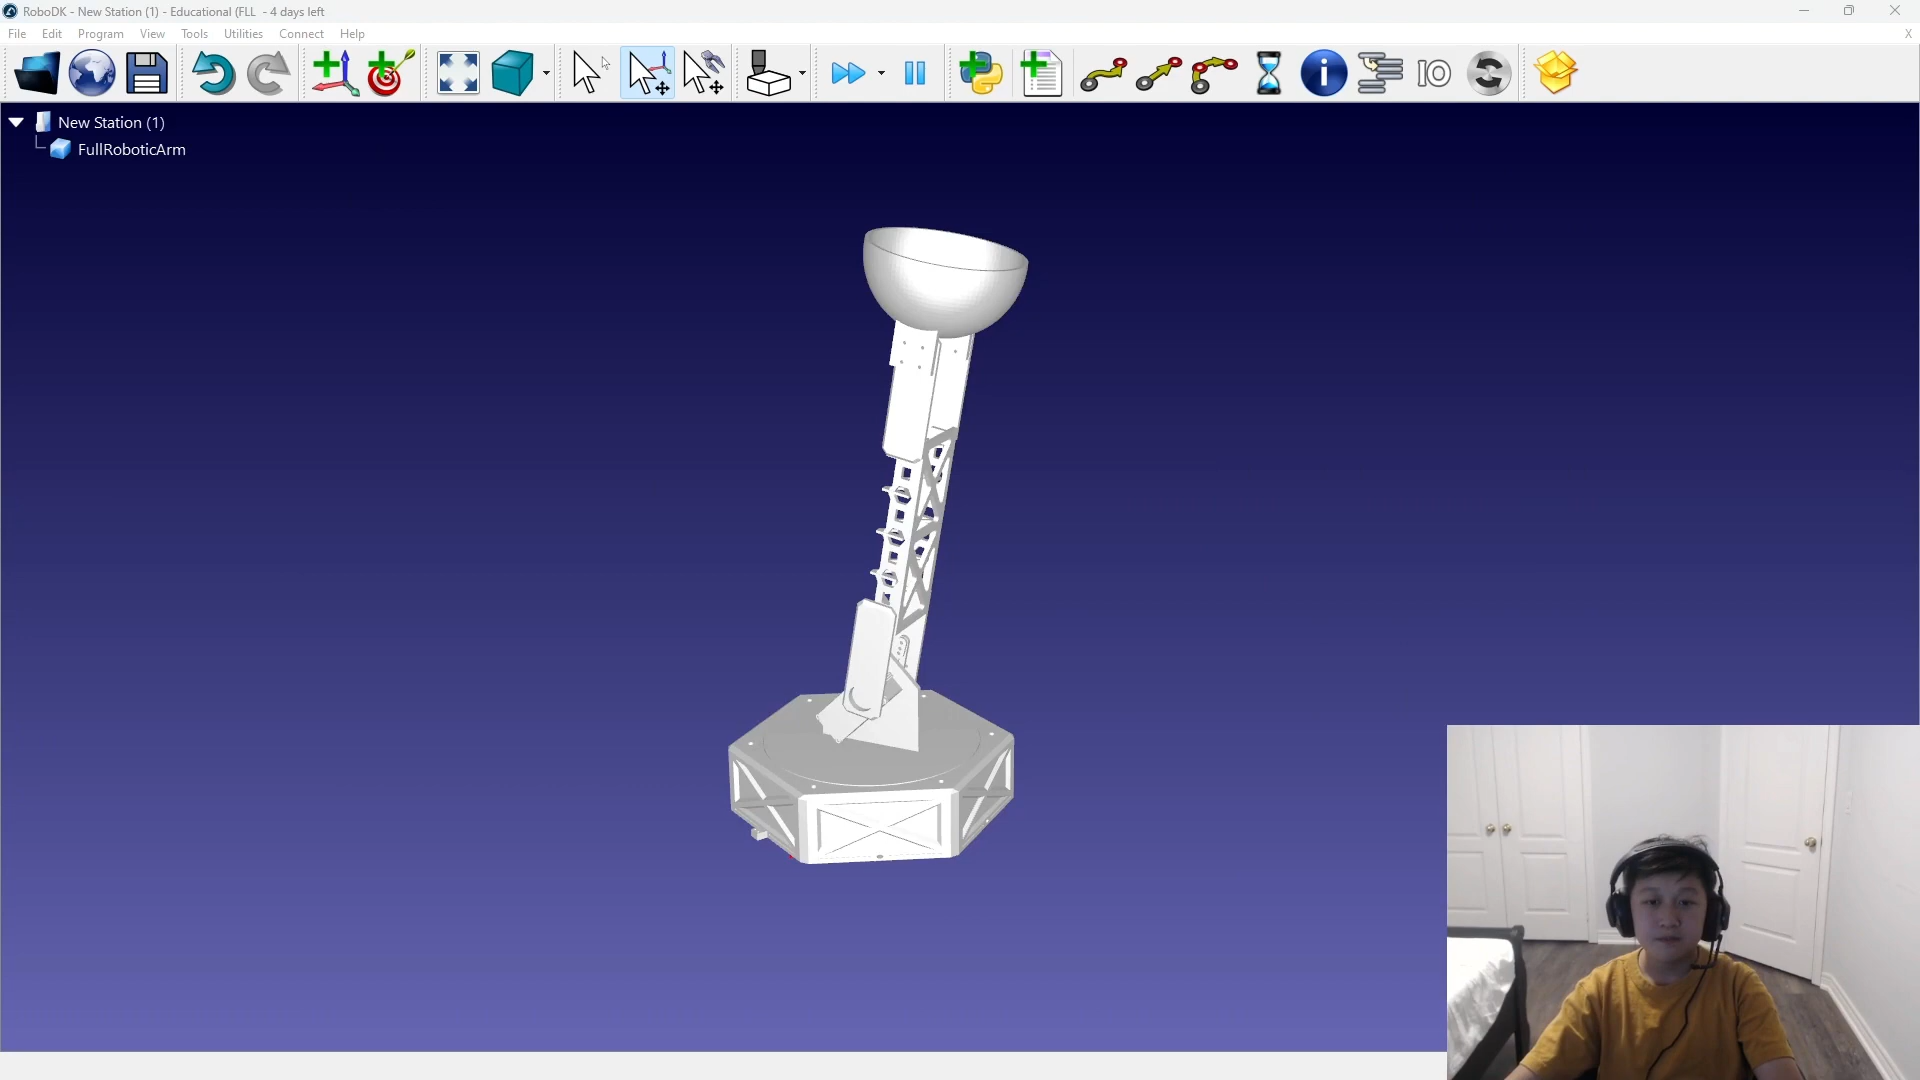 RoboDK - New Station (1) - Educational (FLL - 4 days left
File Edit Program View Tools Utilities Connect Help X
IO
New Station (1)
FullRoboticArm